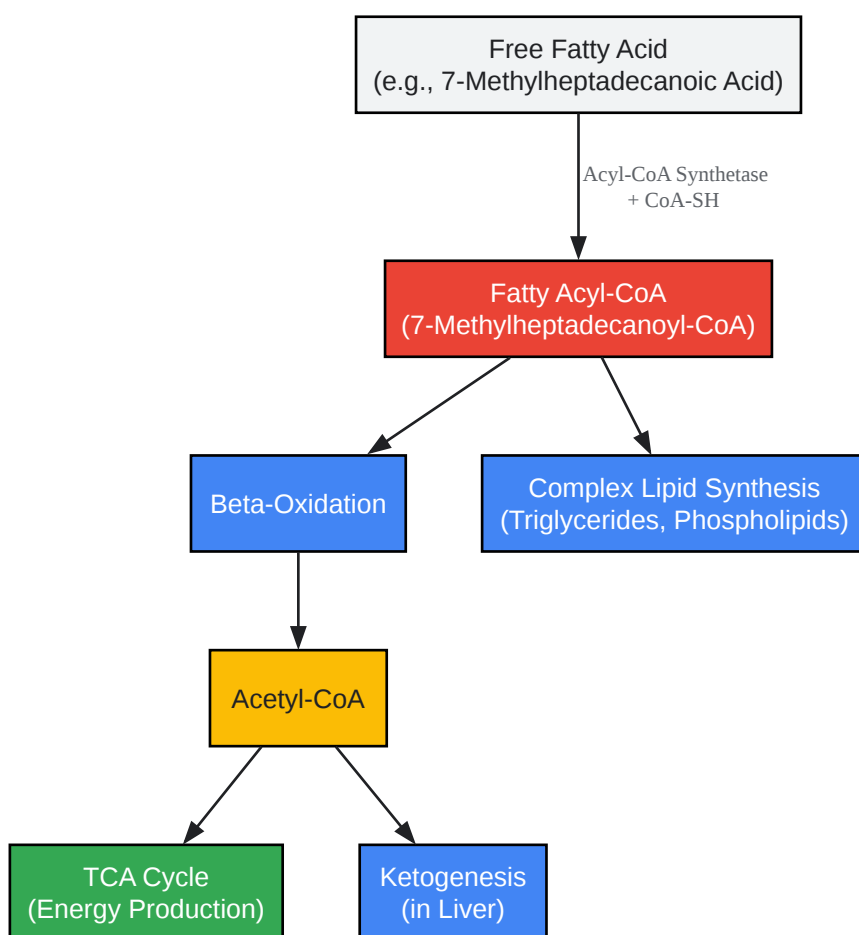 Free Fatty Acid
(e.g., 7-Methylheptadecanoic Acid)
Acyl-CoA Synthetase
+ CoA-SH
Fatty Acyl-CoA
(7-Methylheptadecanoyl-CoA)
Beta-Oxidation
Complex Lipid Synthesis
(Triglycerides, Phospholipids)
Acetyl-CoA
TCA Cycle
(Energy Production)
Ketogenesis
(in Liver)